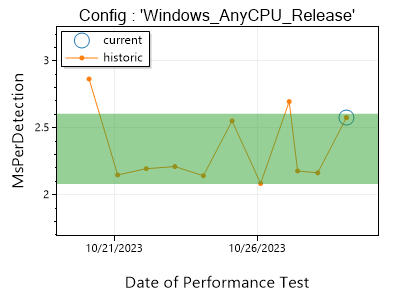 Config : 'Windows_AnyCPU_Release'
current
historic
MsPerDetection
3
2.5
2
10/21/2023
10/26/2023
Date of Performance Test